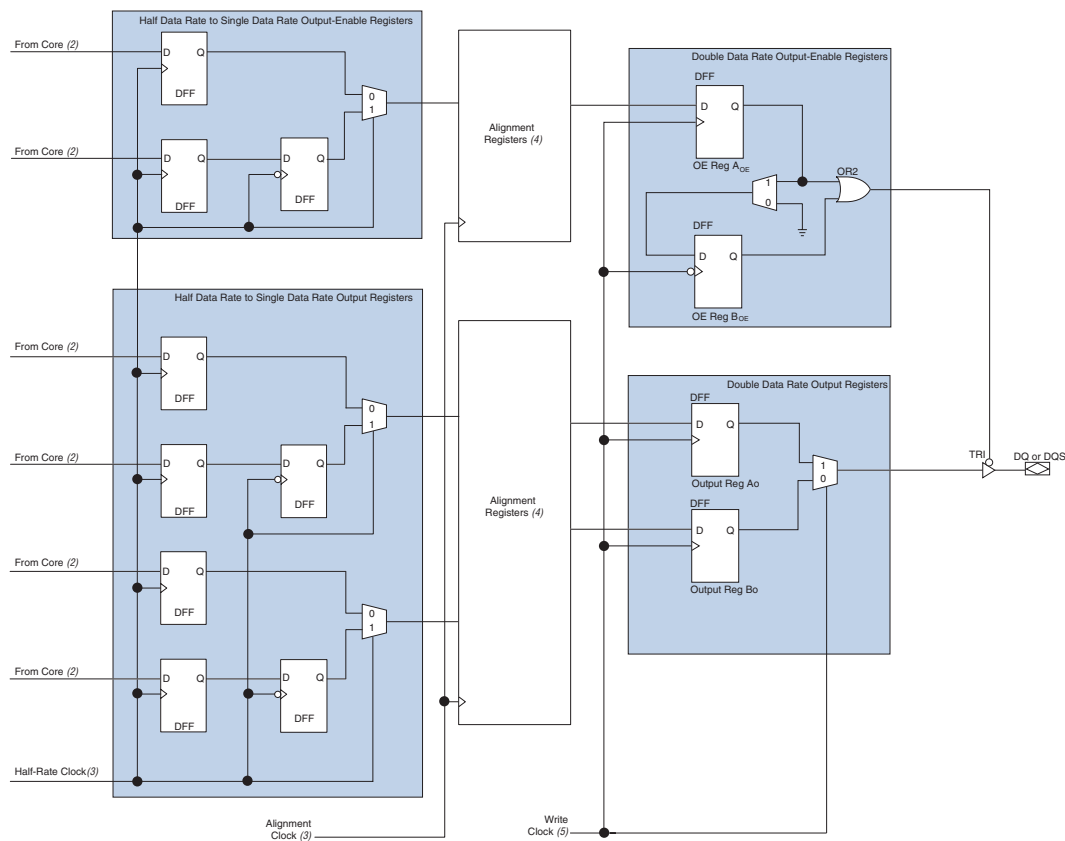 Half Data Rate to Single Data Rate Output-Enable Registers
From Core (2)
D Q
DFF
0
1
From Core (2)
D Q
DFF
D Q
DFF
Alignment
Registers (4)
Double Data Rate Output-Enable Registers
DFF
D Q
OE Reg AOE
OR2
1
0
DFF
D Q
OE Reg BOE
Half Data Rate to Single Data Rate Output Registers
From Core (2)
D Q
DFF
0
1
From Core (2)
D Q
DFF
D Q
DFF
From Core (2)
D Q
DFF
0
1
From Core (2)
D Q
DFF
D Q
DFF
Half-Rate Clock(3)
Alignment
Registers (4)
Double Data Rate Output Registers
DFF
D Q
Output Reg Ao
1
0
DFF
D Q
Output Reg Bo
TRI
DQ or DQS
Alignment
Clock (3)
Write
Clock (5)